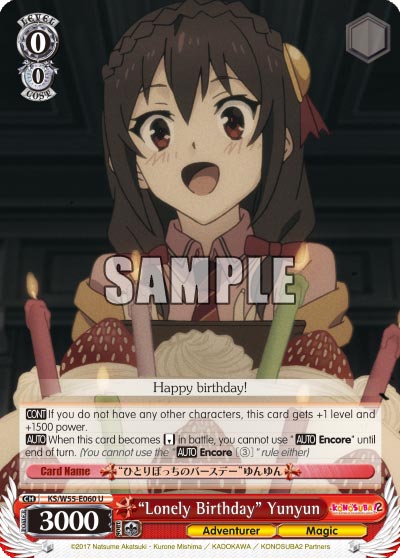 LEVEL
0
0
COST
SAMPLE
Happy birthday!
CONT If you do not have any other characters, this card gets +1 level and
+1500 power.
AUTO When this card becomes in battle, you cannot use "AUTO Encore" until
end of turn. (You cannot use the "AUTO Encore [③]" rule either)
Card Name "ひとりぼっちのバースデー"ゆんゆん
CH KS/W55-E060 U
3000
"Lonely Birthday" Yunyun
KONOSUBA 2
Adventurer Magic
©2017 Natsume Akatsuki・Kurone Mishima / KADOKAWA / KONOSUBA2 Partners